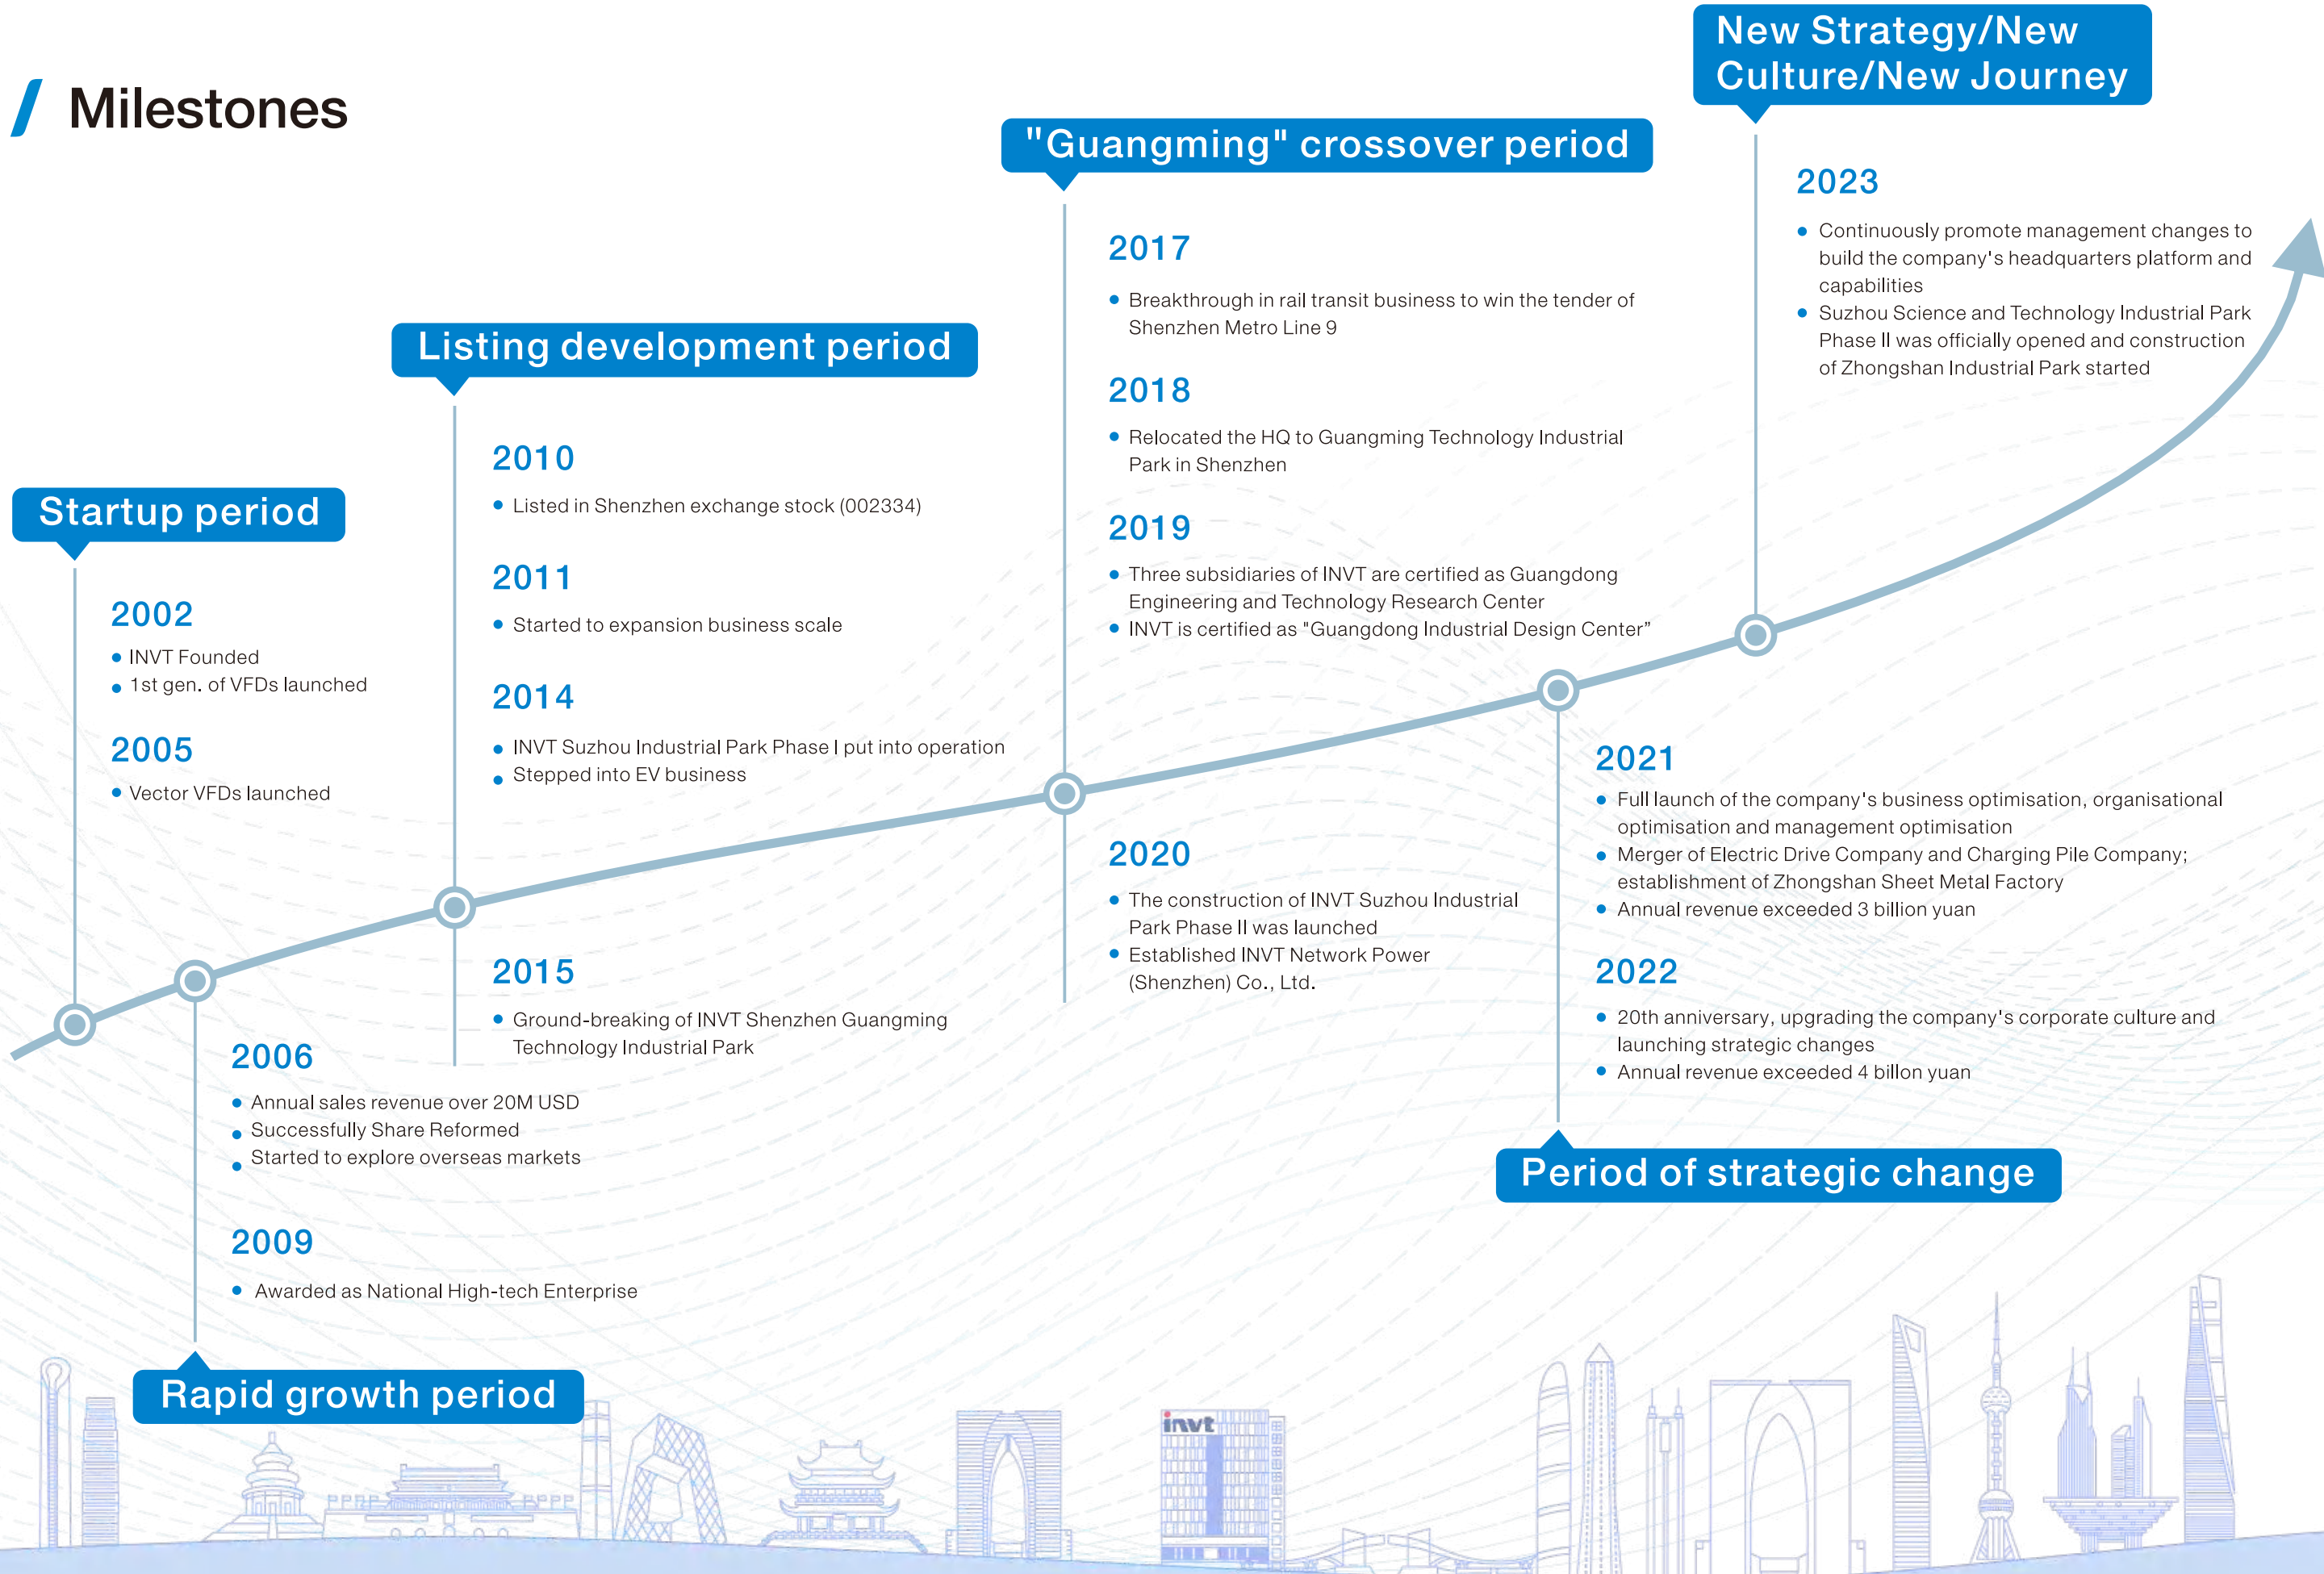 Milestones
Startup period
2002
INVT Founded
1st gen. of VFDs launched
2005
Vector VFDs launched
2006
Annual sales revenue over 20M USD
Successfully Share Reformed
Started to explore overseas markets
2009
Awarded as National High-tech Enterprise
Rapid growth period
Listing development period
2010
Listed in Shenzhen exchange stock (002334)
2011
Started to expansion business scale
2014
INVT Suzhou Industrial Park Phase I put into operation
Stepped into EV business
2015
Ground-breaking of INVT Shenzhen Guangming
Technology Industrial Park
"Guangming" crossover period
2017
Breakthrough in rail transit business to win the tender of
Shenzhen Metro Line 9
2018
Relocated the HQ to Guangming Technology Industrial
Park in Shenzhen
2019
Three subsidiaries of INVT are certified as Guangdong
Engineering and Technology Research Center
INVT is certified as "Guangdong Industrial Design Center”
2020
The construction of INVT Suzhou Industrial
Park Phase II was launched
Established INVT Network Power
(Shenzhen) Co., Ltd.
2021
Full launch of the company's business optimisation, organisational
optimisation and management optimisation
Merger of Electric Drive Company and Charging Pile Company;
establishment of Zhongshan Sheet Metal Factory
Annual revenue exceeded 3 billion yuan
2022
20th anniversary, upgrading the company's corporate culture and
launching strategic changes
Annual revenue exceeded 4 billon yuan
Period of strategic change
New Strategy/New
Culture/New Journey
2023
Continuously promote management changes to
build the company's headquarters platform and
capabilities
Suzhou Science and Technology Industrial Park
Phase II was officially opened and construction
of Zhongshan Industrial Park started
invt